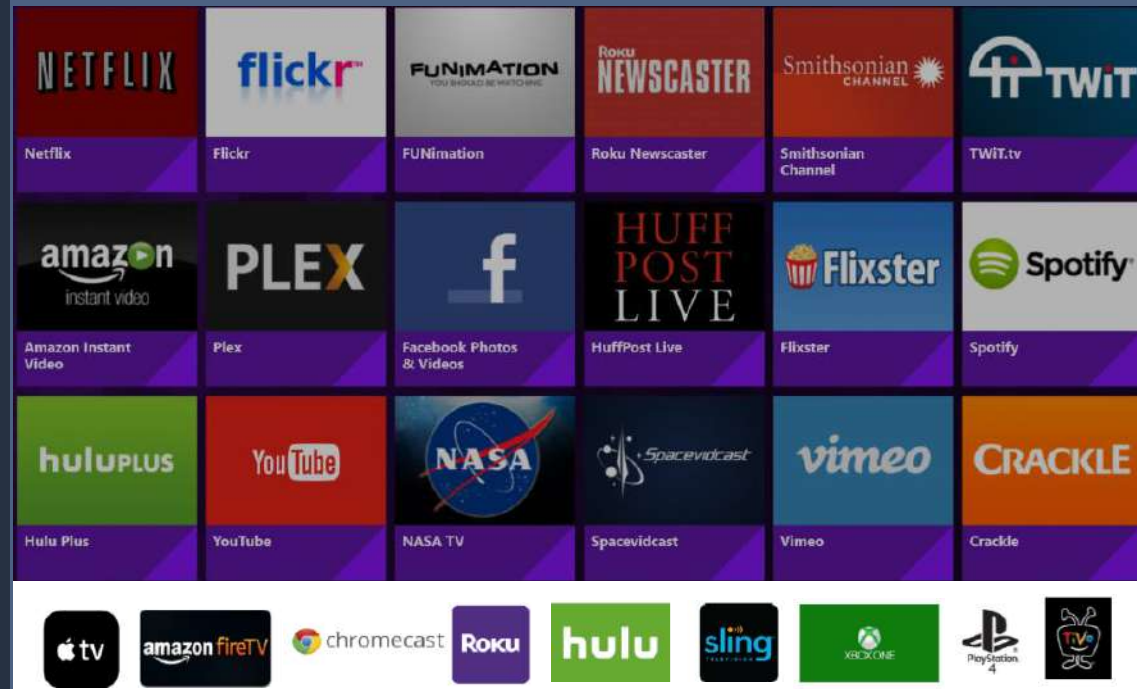 NETFLIX
flickr™
FUNIMATION
YOU SHOULD BE WATCHING
ROKU
NEWSCASTER
Smithsonian
CHANNEL
TWiT
Netflix
Flickr
FUNimation
Roku Newscaster
Smithsonian
Channel
TWiT.tv
amazon
instant video
PLEX
f
HUFF
POST
LIVE
Flixster
Spotify
Amazon Instant
Video
Plex
Facebook Photos
& Videos
HuffPost Live
Flixster
Spotify
huluPLUS
YouTube
NASA
Spacevidcast
vimeo
CRACKLE
Hulu Plus
YouTube
NASA TV
Spacevidcast
Vimeo
Crackle
tv
amazon fireTV
chromecast
ROKU
hulu
sling
TELEVISION
XBOX ONE
PlayStation
4
TiVo